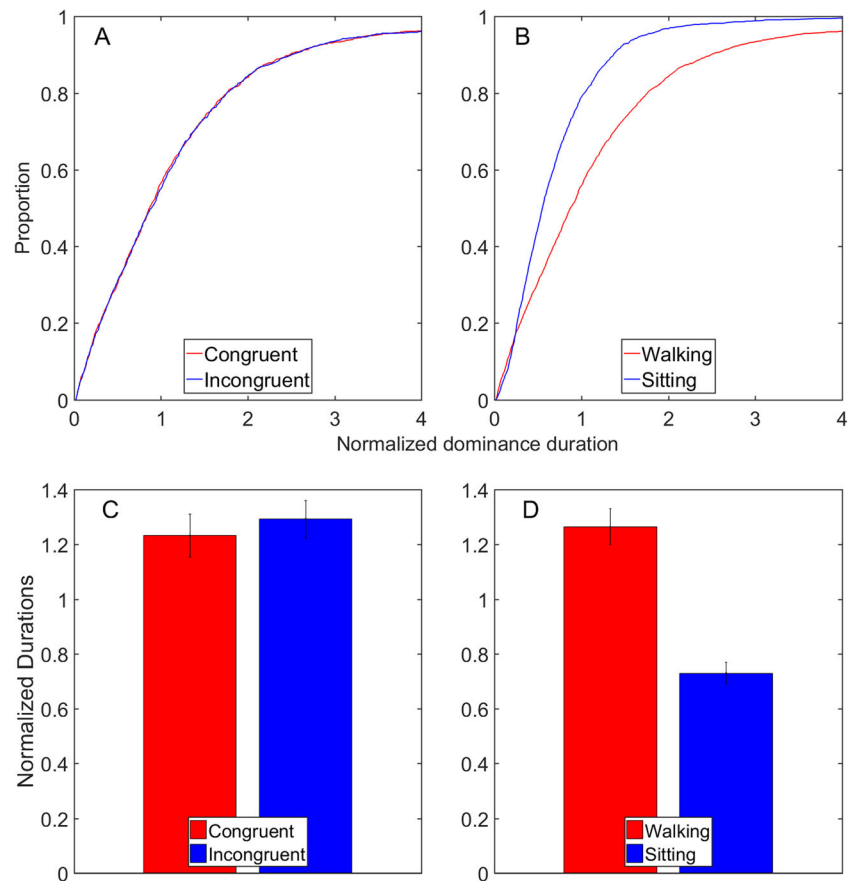 A
B
1
0.8
0.6
0.4
0.2
0
Proportion
Congruent
Incongruent
0 1 2 3 4
1
0.8
0.6
0.4
0.2
0
Walking
Sitting
0 1 2 3 4
Normalized dominance duration
C
D
1.4
1.2
1
0.8
0.6
0.4
0.2
0
Normalized Durations
Congruent
Incongruent
1.4
1.2
1
0.8
0.6
0.4
0.2
0
Walking
Sitting